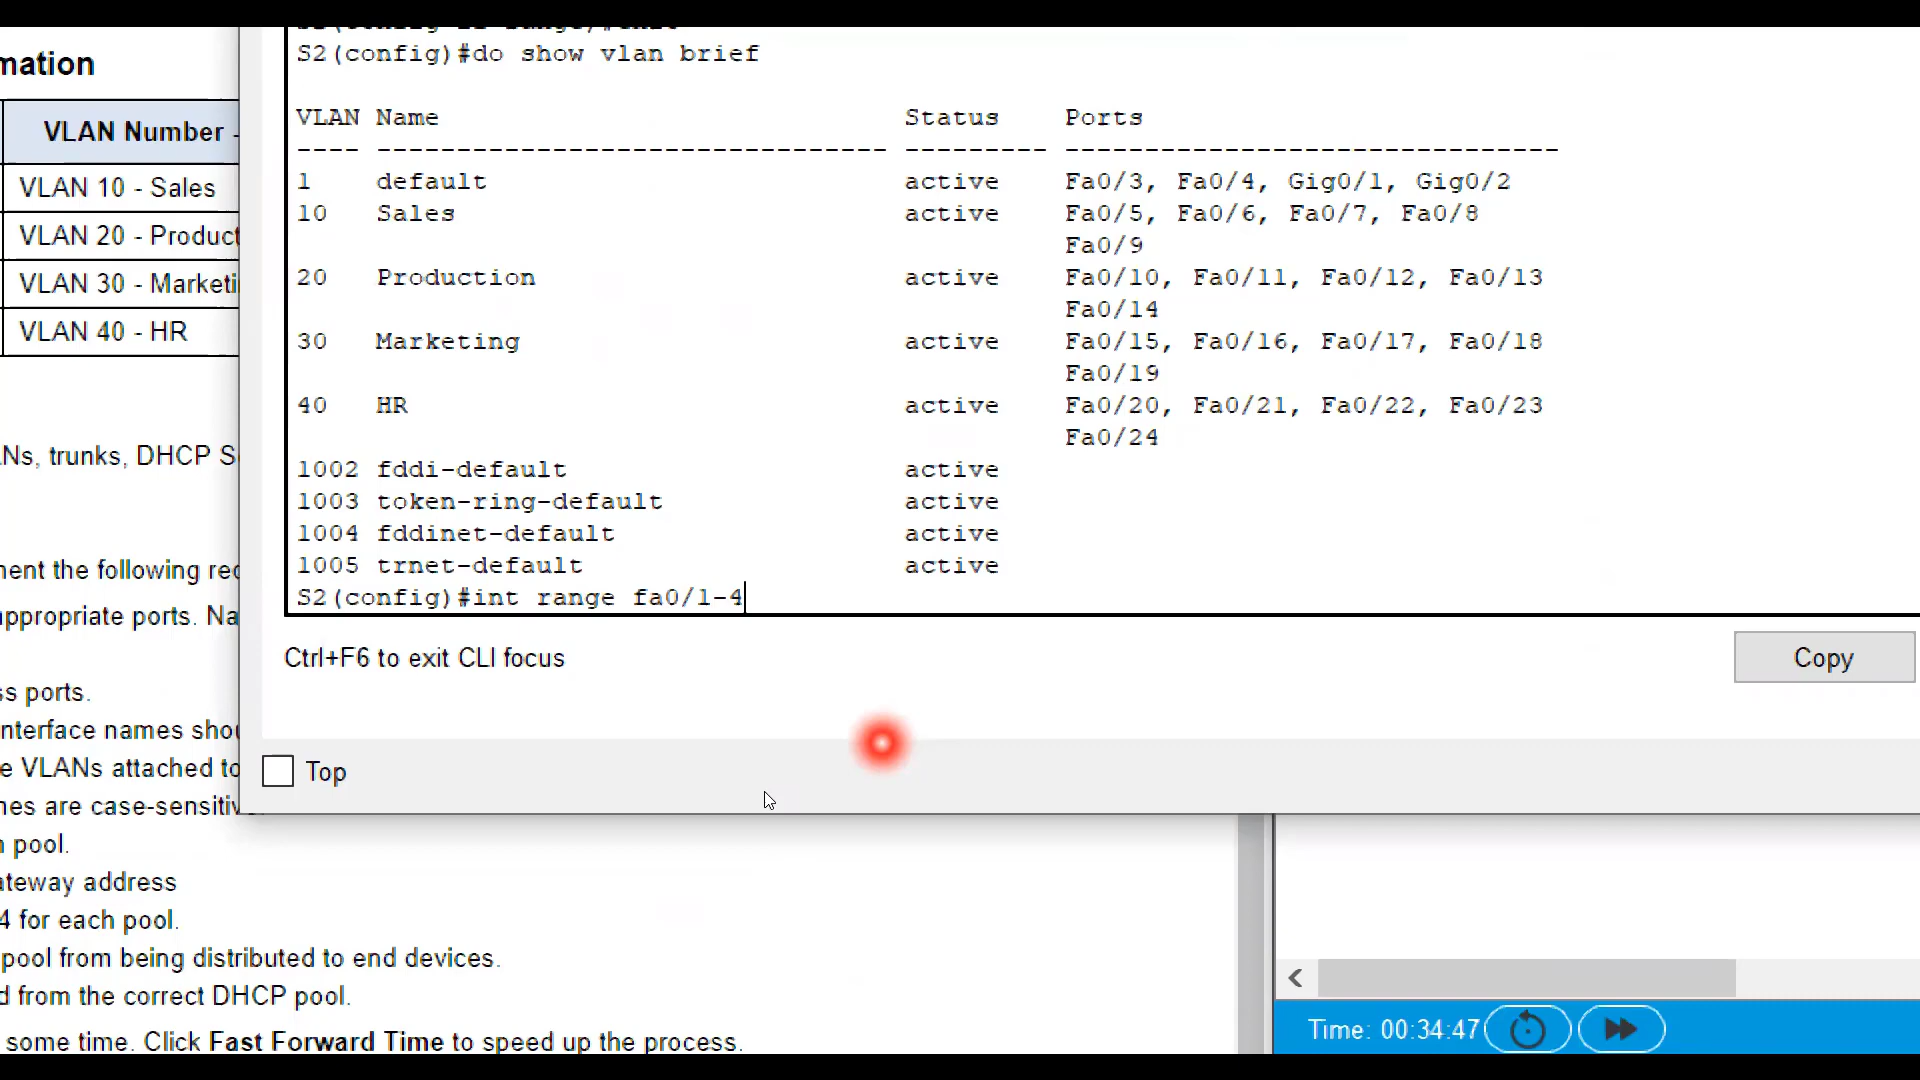 mation
VLAN Number -
VLAN 10 - Sales
VLAN 20 - Product
VLAN 30 - Marketi
VLAN 40 - HR
Ns, trunks, DHCP S
nent the following rec
appropriate ports. Na
ss ports.
nterface names shou
e VLANs attached to
nes are case-sensitiv
h pool.
ateway address
4 for each pool.
pool from being distributed to end devices.
d from the correct DHCP pool.
some time. Click Fast Forward Time to speed up the process.
S2(config)#do show vlan brief
VLAN Name Status Ports
---- -------------------------------- --------- -------------------------------
1 default active Fa0/3, Fa0/4, Gig0/1, Gig0/2
10 Sales active Fa0/5, Fa0/6, Fa0/7, Fa0/8
Fa0/9
20 Production active Fa0/10, Fa0/11, Fa0/12, Fa0/13
Fa0/14
30 Marketing active Fa0/15, Fa0/16, Fa0/17, Fa0/18
Fa0/19
40 HR active Fa0/20, Fa0/21, Fa0/22, Fa0/23
Fa0/24
1002 fddi-default active
1003 token-ring-default active
1004 fddinet-default active
1005 trnet-default active
S2(config)#int range fa0/1-4
Ctrl+F6 to exit CLI focus
Copy
Top
Time: 00:34:47